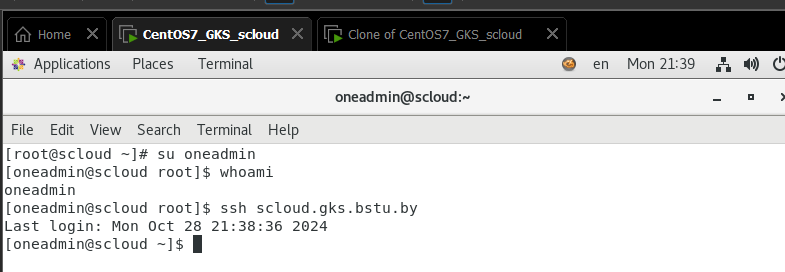 Home
CentOS7_GKS_scloud
Clone of CentOS7_GKS_scloud
Applications Places Terminal en Mon 21:39
oneadmin@scloud:~
File Edit View Search Terminal Help
[root@scloud ~]# su oneadmin
[oneadmin@scloud root]$ whoami
oneadmin
[oneadmin@scloud root]$ ssh scloud.gks.bstu.by
Last login: Mon Oct 28 21:38:36 2024
[oneadmin@scloud ~]$